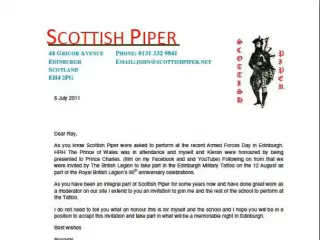 SCOTTISH PIPER
44 GRICOR AVENUE PHONE: 0131 332 9841
EDINBURGH EMAIL:JOHN@SCOTTISHPIPER.NET
SCOTLAND
EH4 2PG
SCOTTISH
PIPER
6 July 2011
Dear Ray,
As you know Scottish Piper were asked to perform at the recent Armed Forces Day in Edinburgh.
HRH The Prince of Wales was in attendance and myself and Kieran were honoured by being
presented to Prince Charles. (film on my Facebook and and YouTube) Following on from that we
were invited by The British Legion to take part in the Edinburgh Military Tattoo on the 12 August as
part of the Royal British Legion's 90th anniversary celebrations.
As you have been an integral part of Scottish Piper for some years now and have done great work as
a moderator on our site I extend to you an invitation to join me and the rest of the school to perform at
the Tattoo.
I do not need to tell you what an honour this is for myself and the school and I hope you will be in a
position to accept this invitation and take part in what will be a memorable night in Edinburgh.
Best wishes